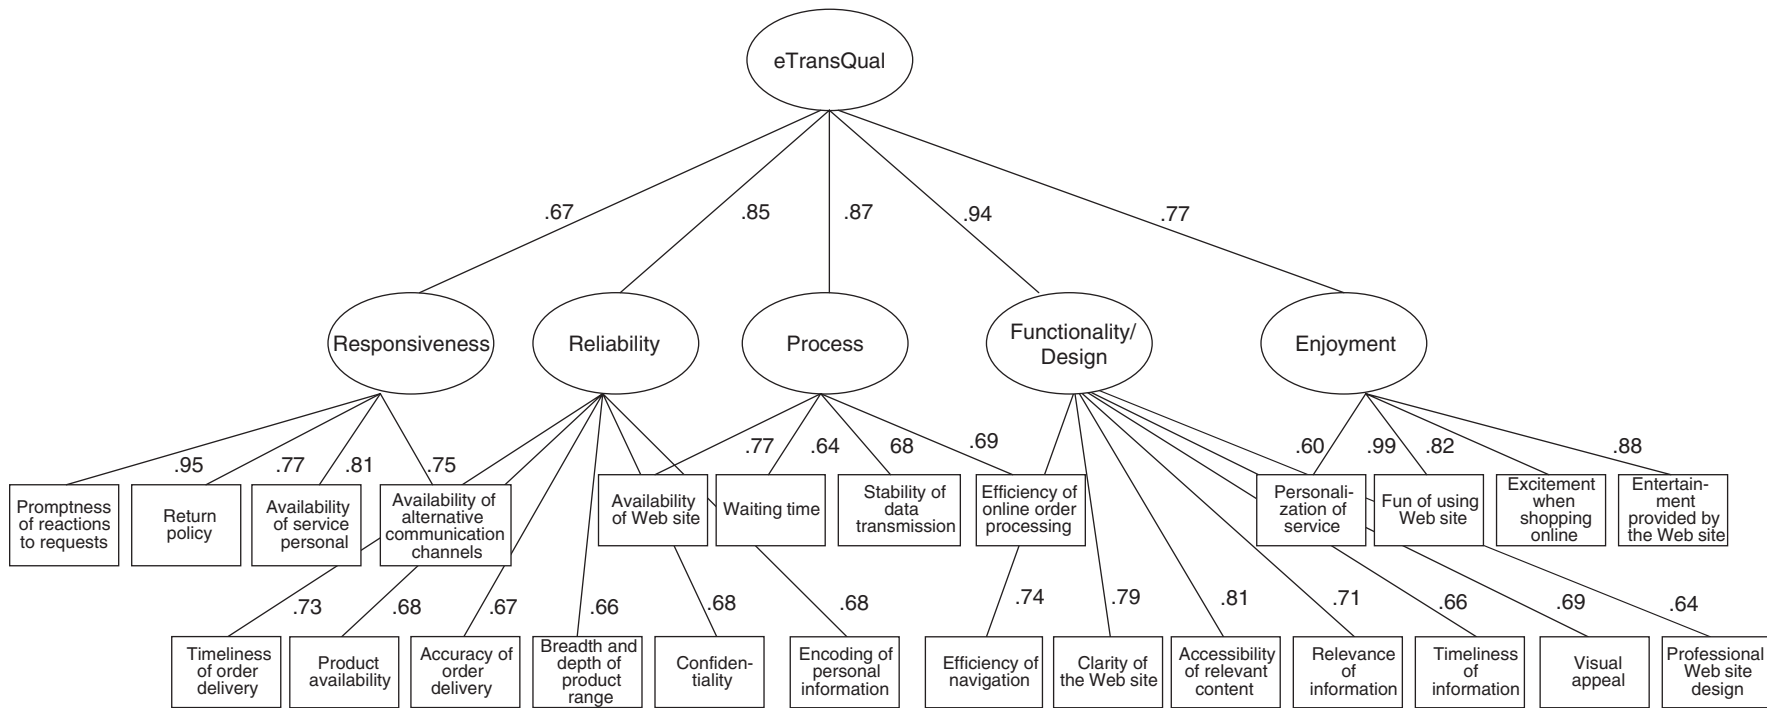 eTransQual
.67
.85
.87
.94
.77
Responsiveness
Reliability
Process
Functionality/
Design
Enjoyment
.95
.77
.81
.75
.77
.64
68
.69
.60
.99
.82
.88
Promptness
of reactions
to requests
Return
policy
Availability
of service
personal
Availability of
alternative
communication
channels
Availability
of Web site
Waiting time
Stability of
data
transmission
Efficiency of
online order
processing
Personali-
zation of
service
Fun of using
Web site
Excitement
when
shopping
online
Entertain-
ment
provided by
the Web site
.73
.68
.67
.66
.68
.68
.74
.79
.81
.71
.66
.69
.64
Timeliness
of order
delivery
Product
availability
Accuracy of
order
delivery
Breadth and
depth of
product
range
Confiden-
tiality
Encoding of
personal
information
Efficiency of
navigation
Clarity of
the Web site
Accessibility
of relevant
content
Relevance
of
information
Timeliness
of
information
Visual
appeal
Professional
Web site
design